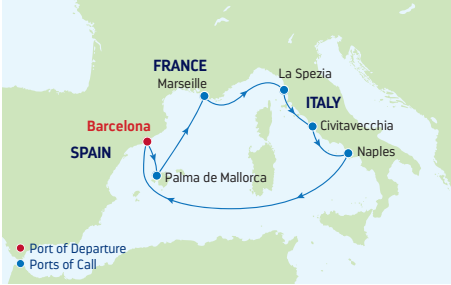 FRANCE
Marseille
La Spezia
ITALY
Barcelona
Civitavecchia
SPAIN
Naples
Palma de Mallorca
Port of Departure
Ports of Call